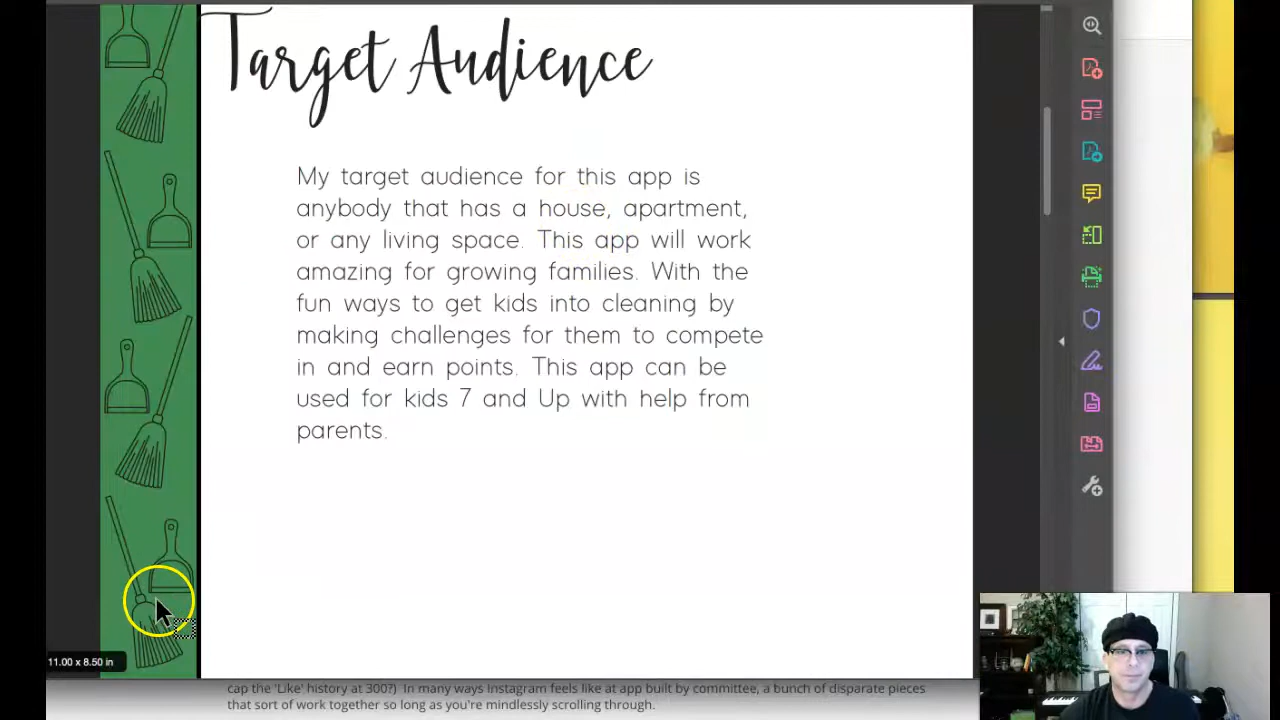 Target Audience
My target audience for this app is
anybody that has a house, apartment,
or any living space. This app will work
amazing for growing families. With the
fun ways to get kids into cleaning by
making challenges for them to compete
in and earn points. This app can be
used for kids 7 and Up with help from
parents.
11.00 x 8.50 in
cap the 'Like' history at 300?) In many ways Instagram feels like at app built by committee, a bunch of disparate pieces
that sort of work together so long as you're mindlessly scrolling through.